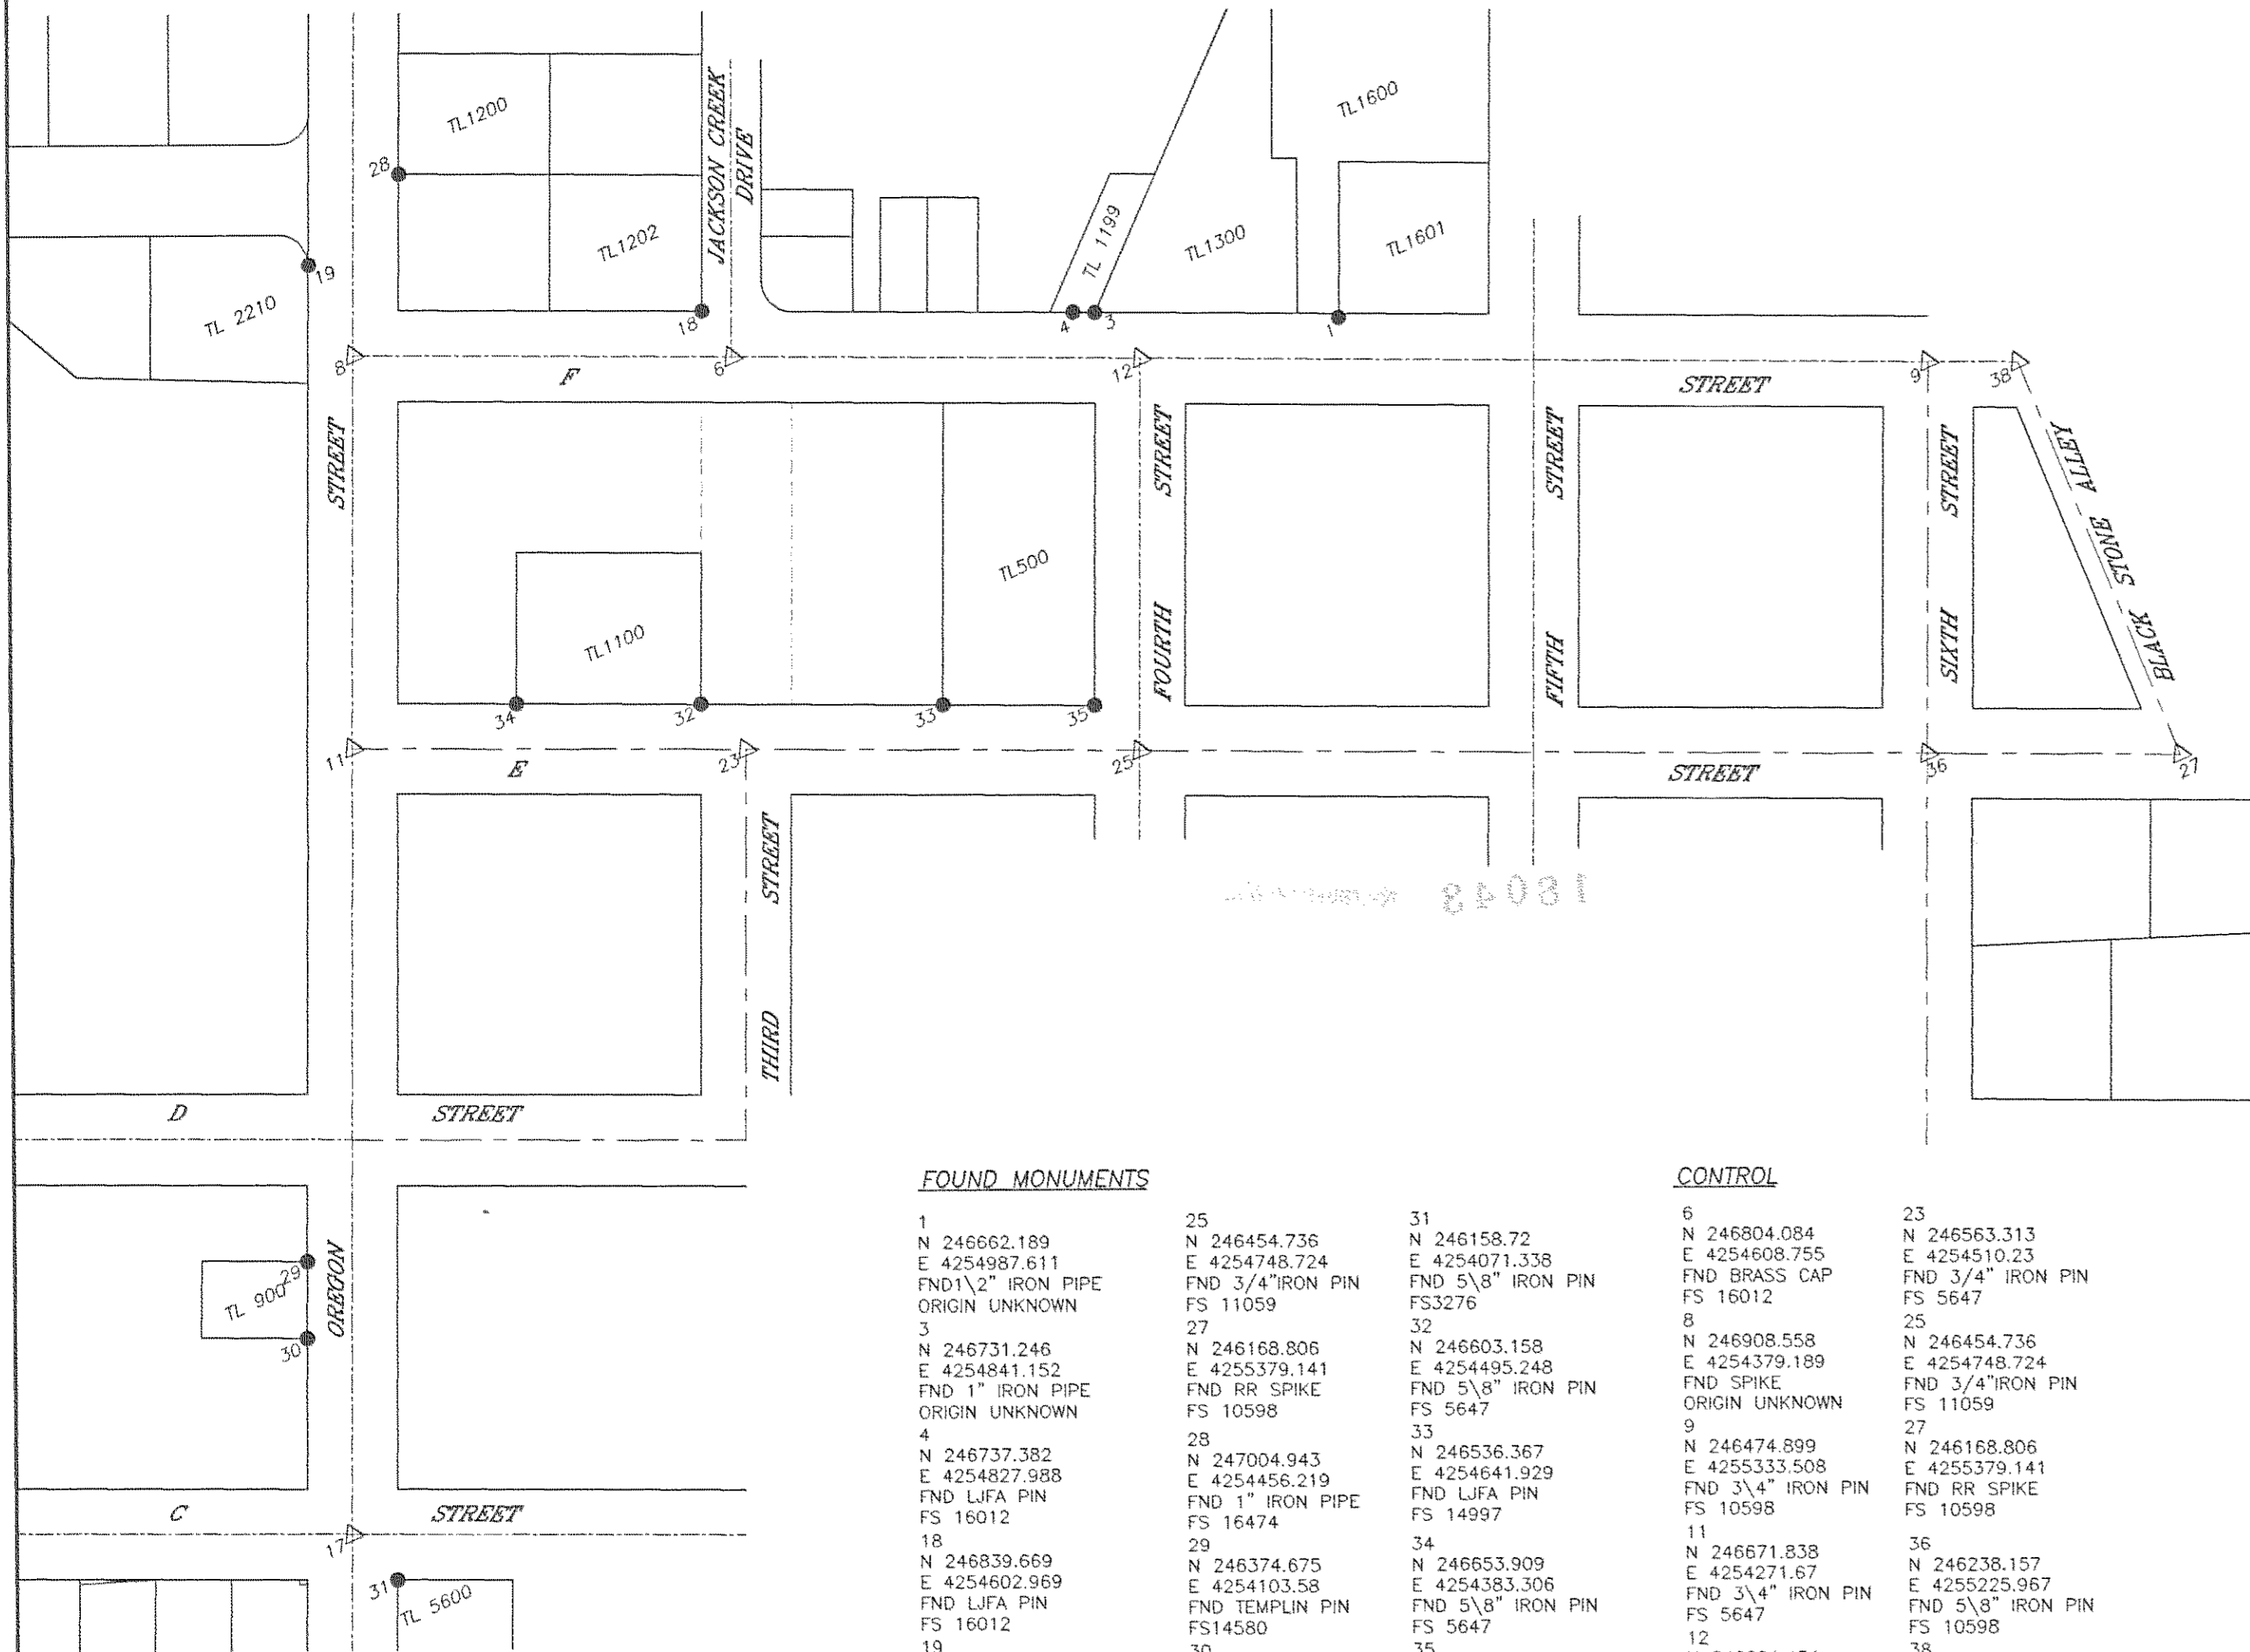 TL1200
JACKSON CREEK
DRIVE
TL1600
28
TL1202
TL 1199
TL1300
TL1601
19
TL 2210
18
4
3
1
8
F
6
12
STREET
9
38
STREET
STREET
STREET
STREET
BLACK STONE ALLEY
TL500
TL1100
FOURTH
FIFTH
SIXTH
34
32
33
35
11
E
23
25
STREET
36
27
STREET
18043
THIRD
D
STREET
FOUND MONUMENTS
1
N 246662.189
E 4254987.611
FND1\2" IRON PIPE
ORIGIN UNKNOWN
3
N 246731.246
E 4254841.152
FND 1" IRON PIPE
ORIGIN UNKNOWN
4
N 246737.382
E 4254827.988
FND LJFA PIN
FS 16012
18
N 246839.669
E 4254602.969
FND LJFA PIN
FS 16012
19
25
N 246454.736
E 4254748.724
FND 3/4"IRON PIN
FS 11059
27
N 246168.806
E 4255379.141
FND RR SPIKE
FS 10598
28
N 247004.943
E 4254456.219
FND 1" IRON PIPE
FS 16474
29
N 246374.675
E 4254103.58
FND TEMPLIN PIN
FS14580
30
31
N 246158.72
E 4254071.338
FND 5\8" IRON PIN
FS3276
32
N 246603.158
E 4254495.248
FND 5\8" IRON PIN
FS 5647
33
N 246536.367
E 4254641.929
FND LJFA PIN
FS 14997
34
N 246653.909
E 4254383.306
FND 5\8" IRON PIN
FS 5647
35
CONTROL
6
N 246804.084
E 4254608.755
FND BRASS CAP
FS 16012
8
N 246908.558
E 4254379.189
FND SPIKE
ORIGIN UNKNOWN
9
N 246474.899
E 4255333.508
FND 3\4" IRON PIN
FS 10598
11
N 246671.838
E 4254271.67
FND 3\4" IRON PIN
FS 5647
12
23
N 246563.313
E 4254510.23
FND 3/4" IRON PIN
FS 5647
25
N 246454.736
E 4254748.724
FND 3/4"IRON PIN
FS 11059
27
N 246168.806
E 4255379.141
FND RR SPIKE
FS 10598
36
N 246238.157
E 4255225.967
FND 5\8" IRON PIN
FS 10598
38
29
TL 900
OREGON
30
C
STREET
17
31
TL 5600